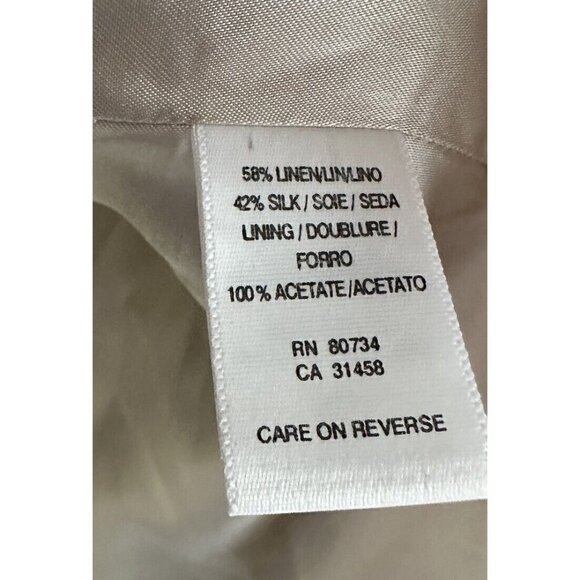 58% LINEN/LIN/LINO
42% SILK / SOIE / SEDA
LINING / DOUBLURE /
FORRO
100% ACETATE/ACETATO
RN 80734
CA 31458
CARE ON REVERSE